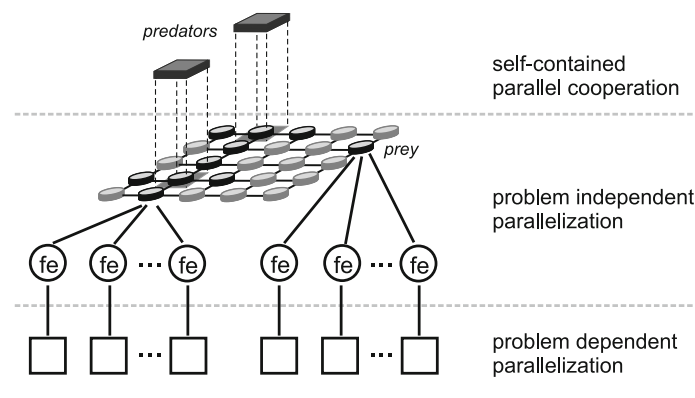 predators
self-contained
parallel cooperation
prey
problem independent
parallelization
fe fe ... fe fe fe ... fe
problem dependent
parallelization